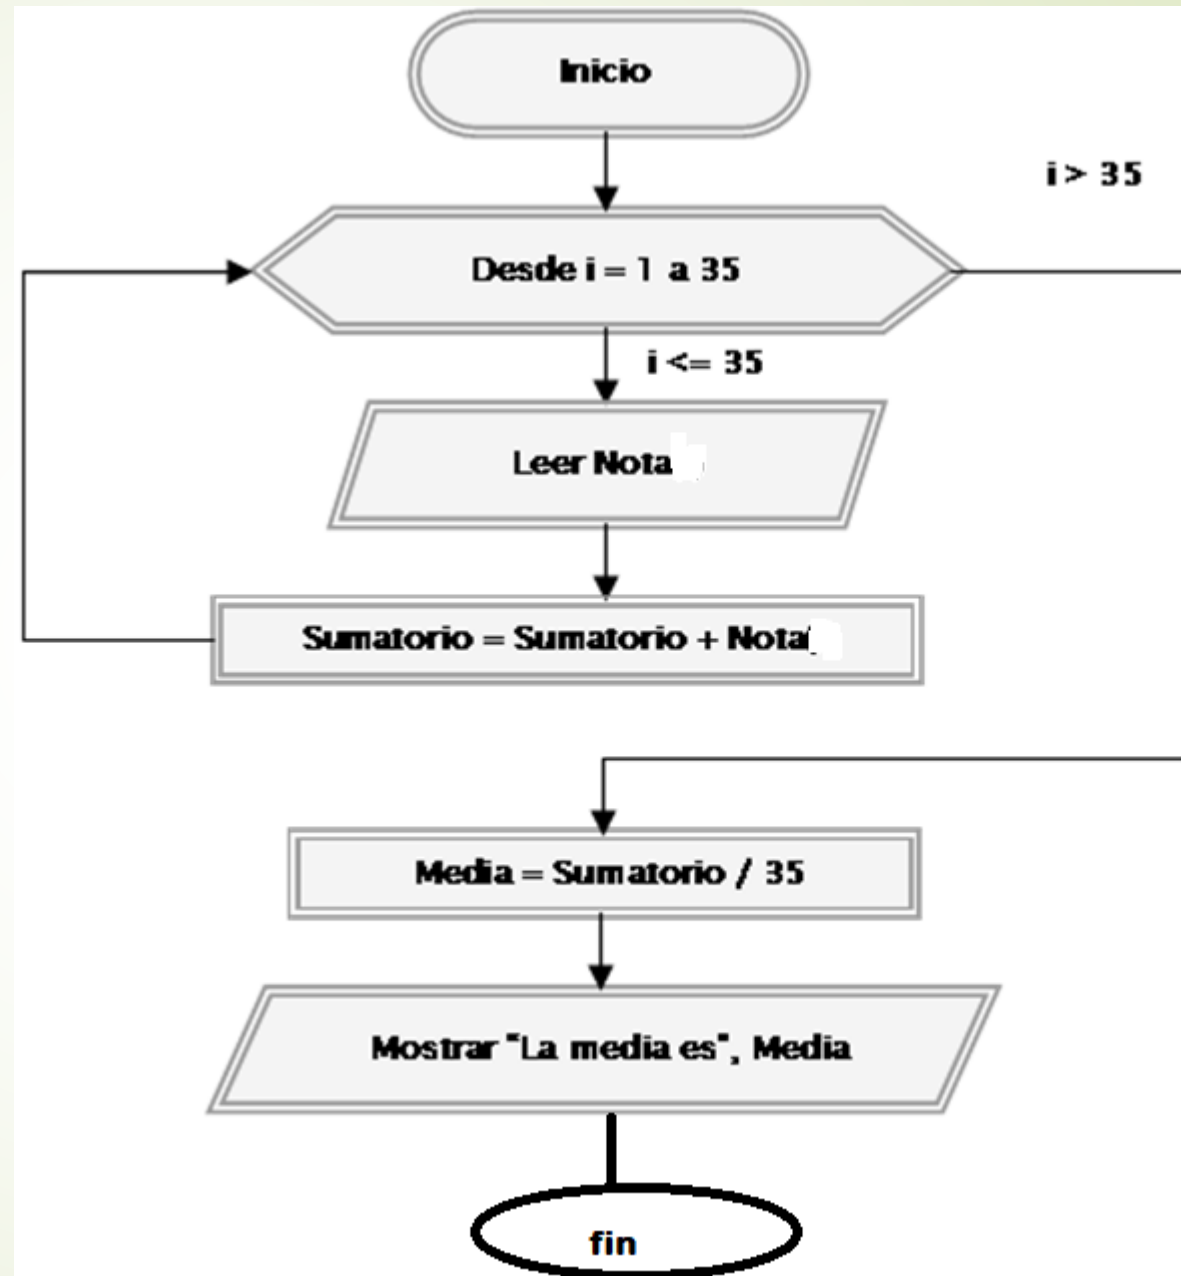 Inicio
i > 35
Desde i = 1 a 35
i <= 35
Leer Nota
Sumatorio = Sumatorio + Nota
Media = Sumatorio / 35
Mostrar "La media es", Media
fin